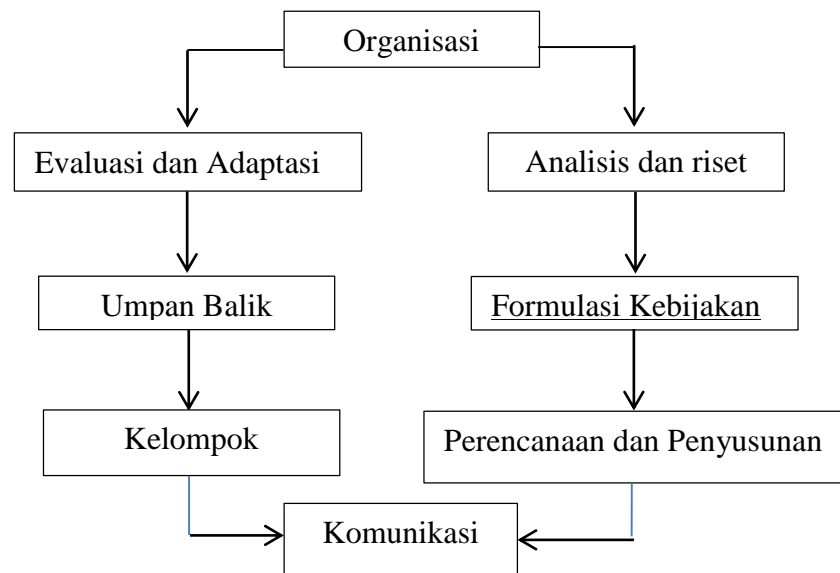 Organisasi
Evaluasi dan Adaptasi
Analisis dan riset
Umpan Balik
Formulasi Kebijakan
Kelompok
Perencanaan dan Penyusunan
Komunikasi